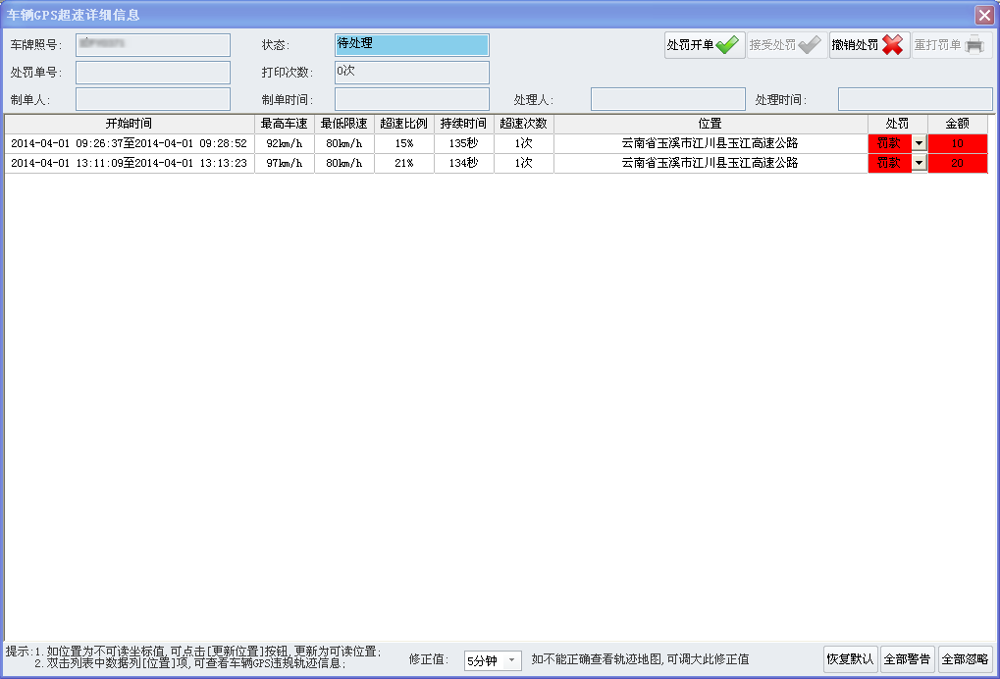 车辆GPS超速详细信息
车牌照号: 状态: 待处理 处罚开单 接受处罚 撤销处罚 重打罚单
处罚单号: 打印次数: 0次
制单人: 制单时间: 处理人: 处理时间:
开始时间 最高车速 最低限速 超速比例 持续时间 超速次数 位置 处罚 金额
2014-04-01 09:26:37至2014-04-01 09:28:52 92km/h 80km/h 15% 135秒 1次 云南省玉溪市江川县玉江高速公路 罚款 10
2014-04-01 13:11:09至2014-04-01 13:13:23 97km/h 80km/h 21% 134秒 1次 云南省玉溪市江川县玉江高速公路 罚款 20
提示:1.如位置为不可读坐标值,可点击[更新位置]按钮,更新为可读位置;
2.双击列表中数据列[位置]项,可查看车辆GPS违规轨迹信息;
修正值: 5分钟 如不能正确查看轨迹地图,可调大此修正值 恢复默认 全部警告 全部忽略